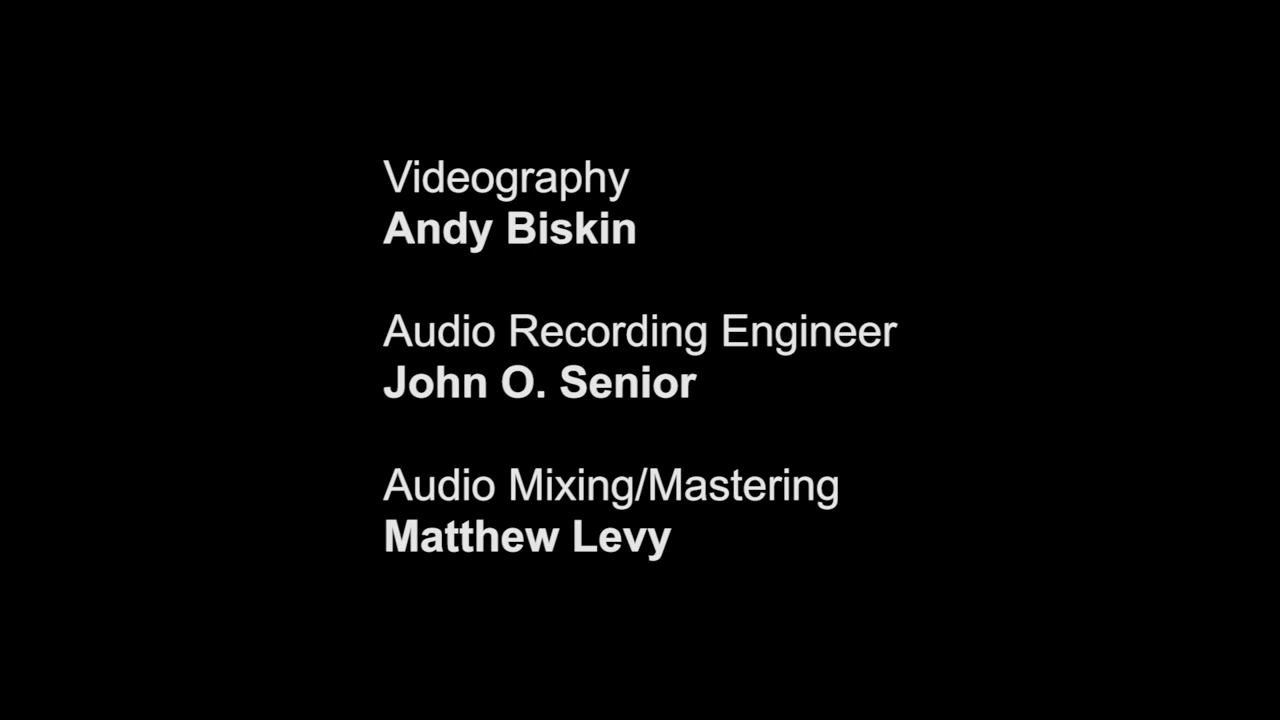 Videography
Andy Biskin
Audio Recording Engineer
John O. Senior
Audio Mixing/Mastering
Matthew Levy